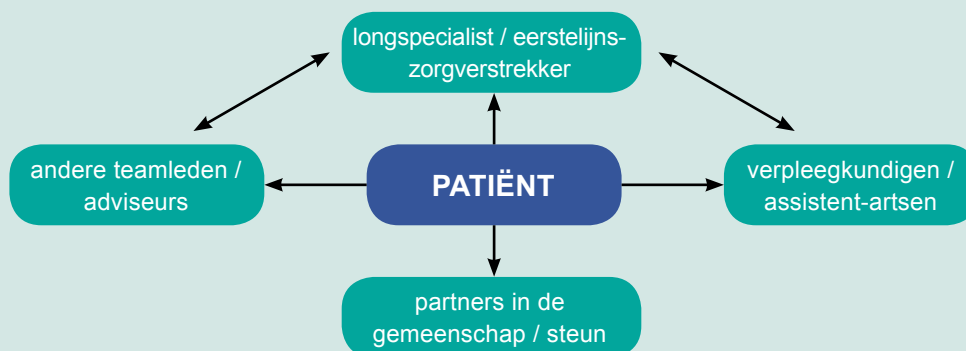 longspecialist / eerstelijns-
zorgverstrekker
andere teamleden /
adviseurs
PATIËNT
verpleegkundigen /
assistent-artsen
partners in de
gemeenschap / steun